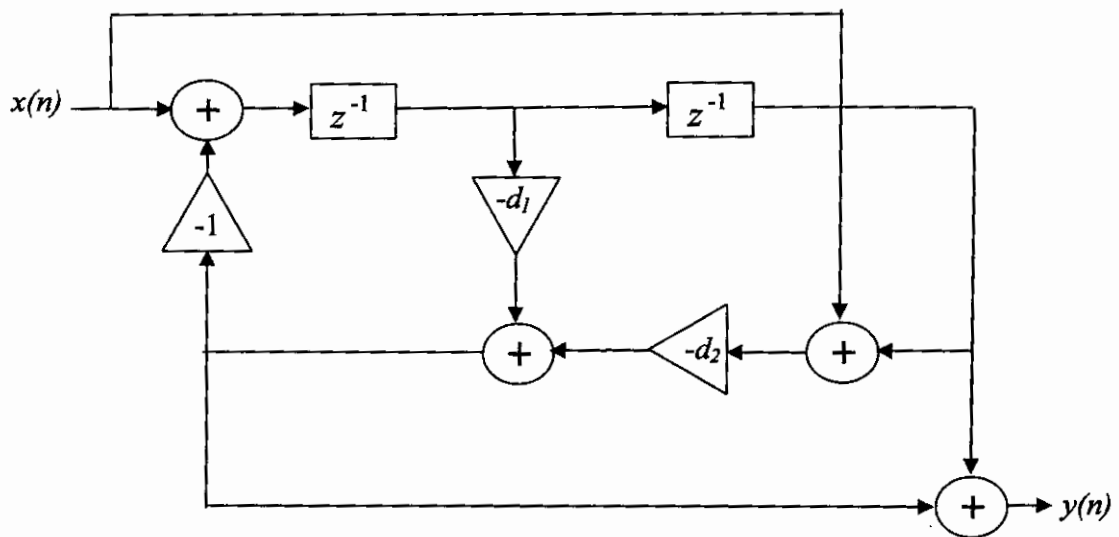 x(n)
+
z⁻¹
z⁻¹
-1
-d₁
+
-d₂
+
+
y(n)